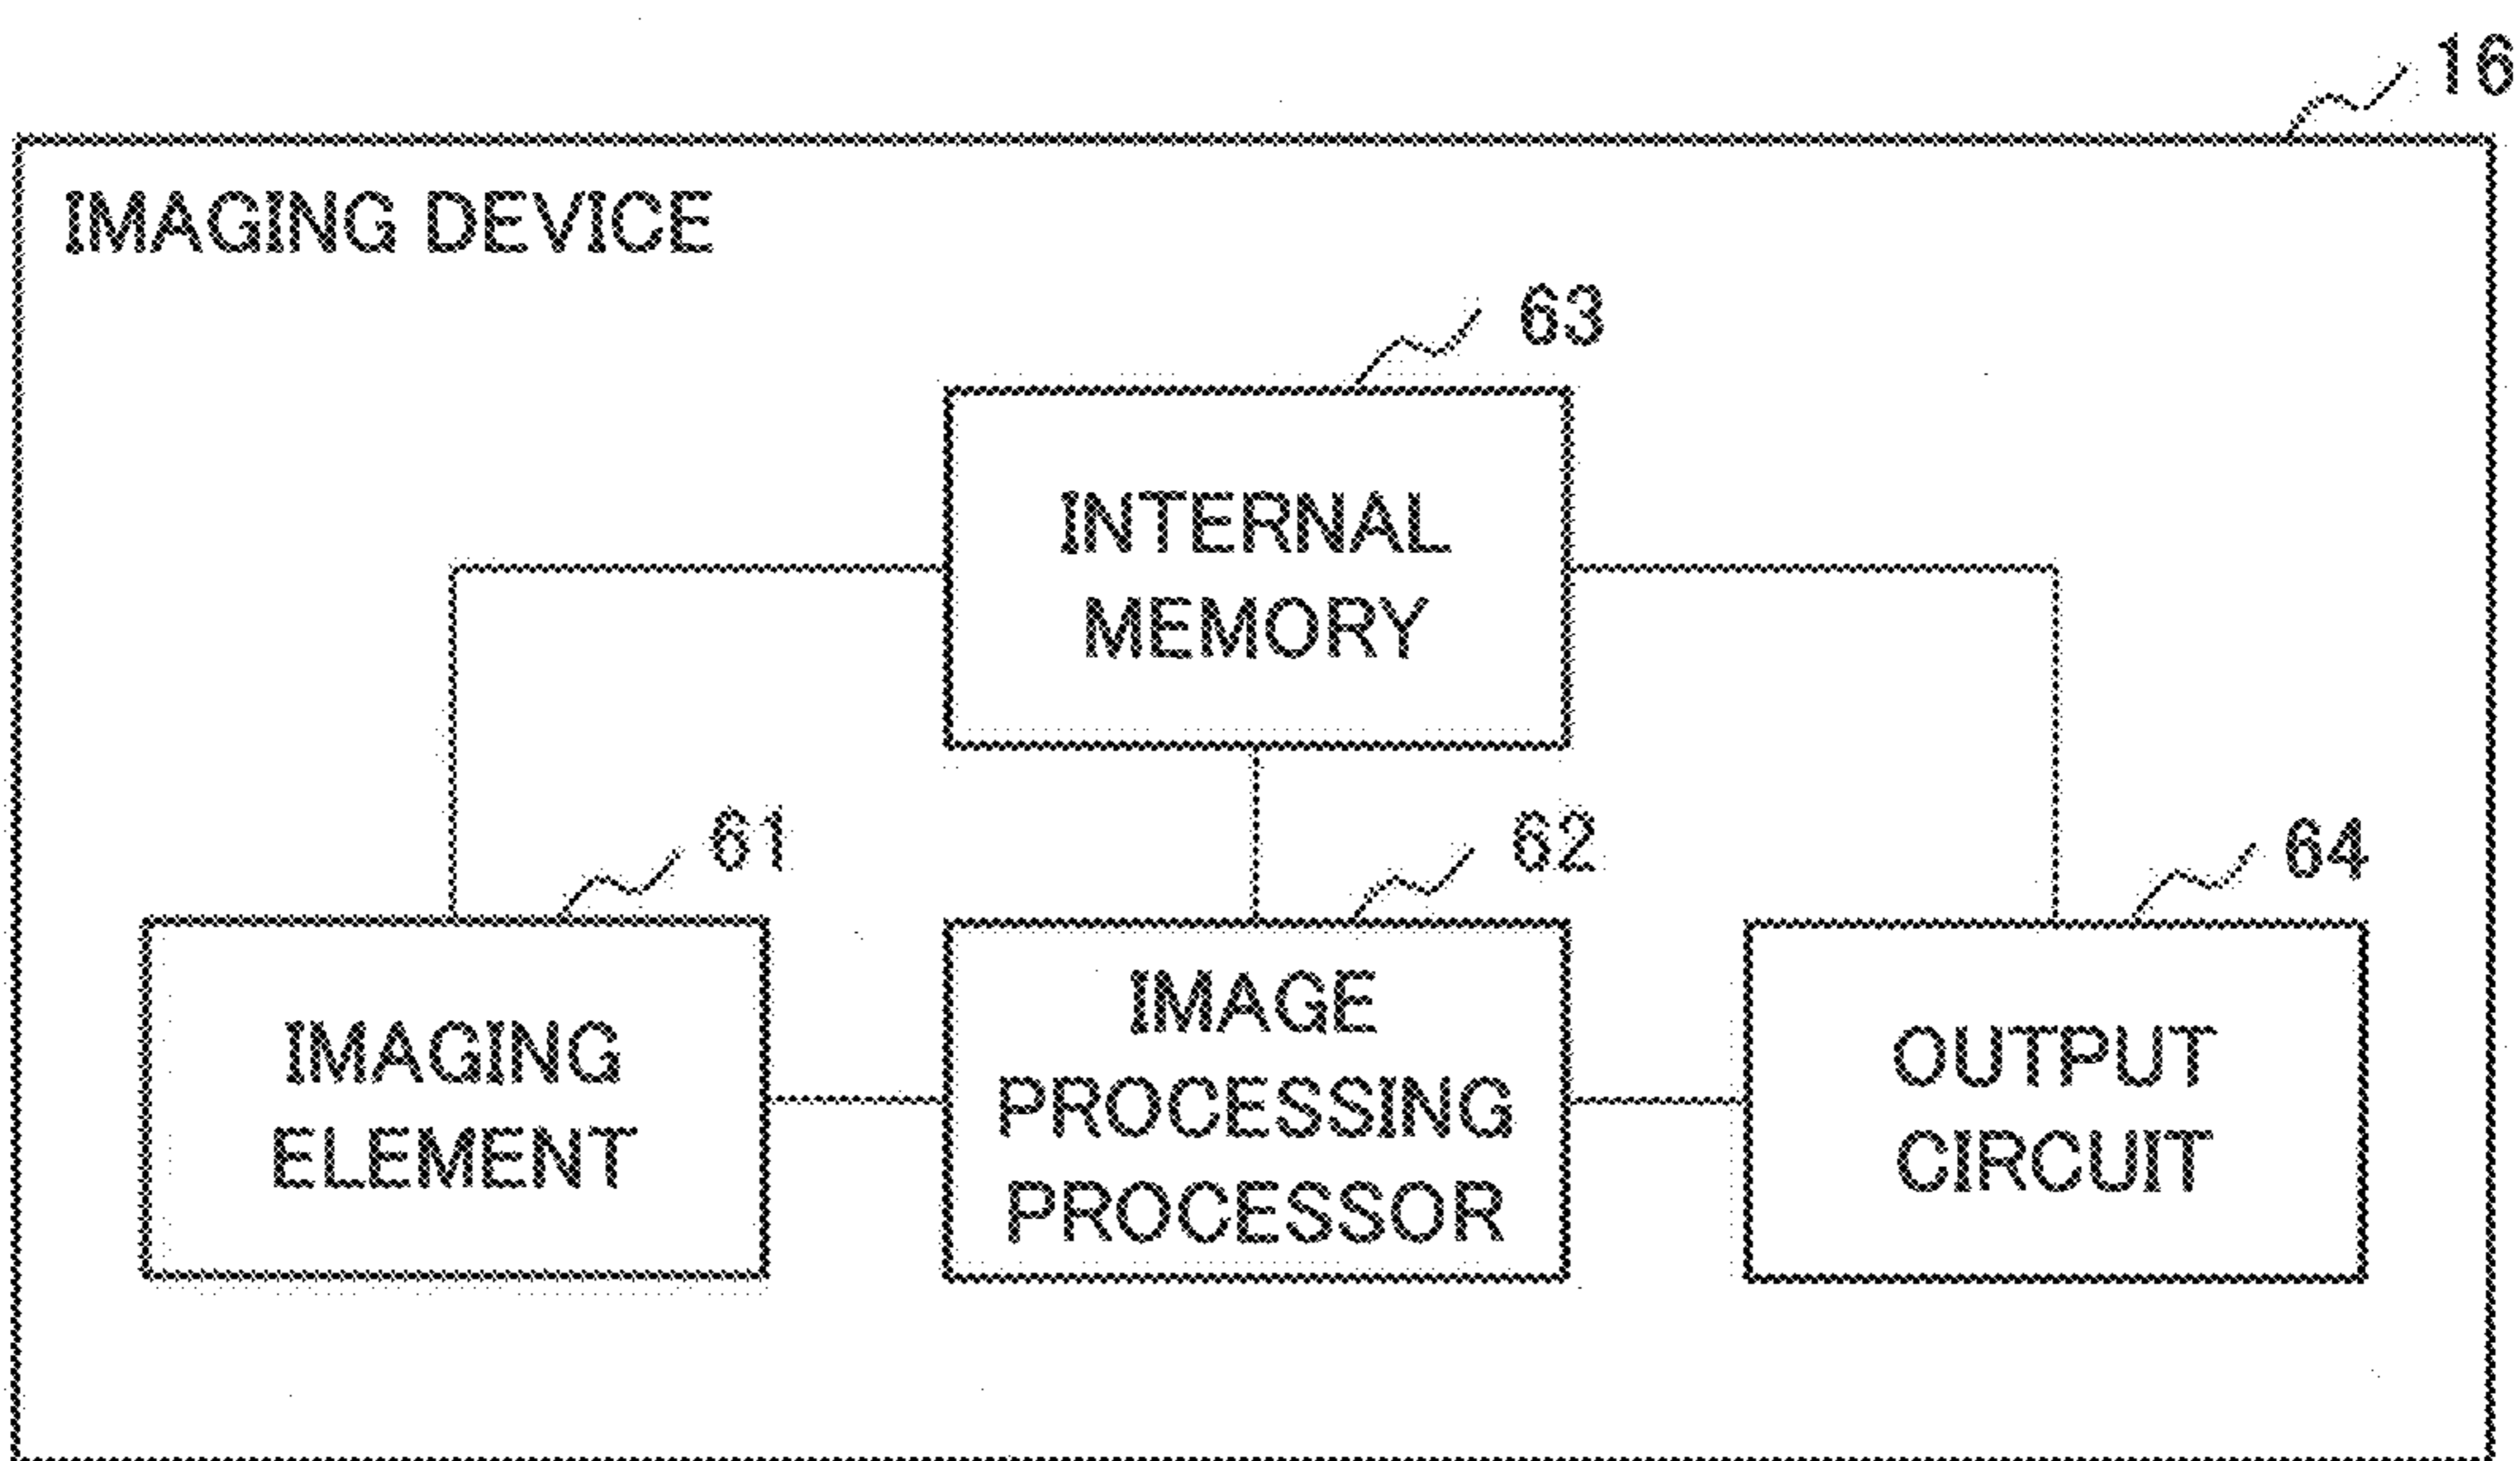 16
IMAGING DEVICE
63
INTERNAL
MEMORY
61
62
64
IMAGING
ELEMENT
IMAGE
PROCESSING
PROCESSOR
OUTPUT
CIRCUIT